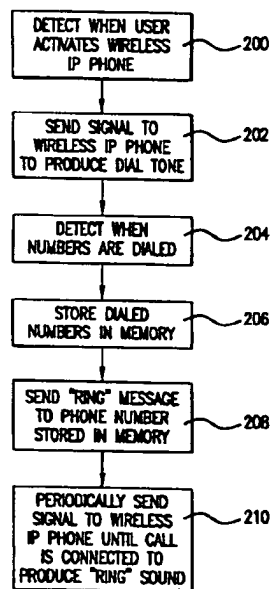 DETECT WHEN USER
ACTIVATES WIRELESS
IP PHONE
200
SEND SIGNAL TO
WIRELESS IP PHONE
TO PRODUCE DIAL TONE
202
DETECT WHEN
NUMBERS ARE DIALED
204
STORE DIALED
NUMBERS IN MEMORY
206
SEND "RING" MESSAGE
TO PHONE NUMBER
STORED IN MEMORY
208
PERIODICALLY SEND
SIGNAL TO WIRELESS
IP PHONE UNTIL CALL
IS CONNECTED TO
PRODUCE "RING" SOUND
210